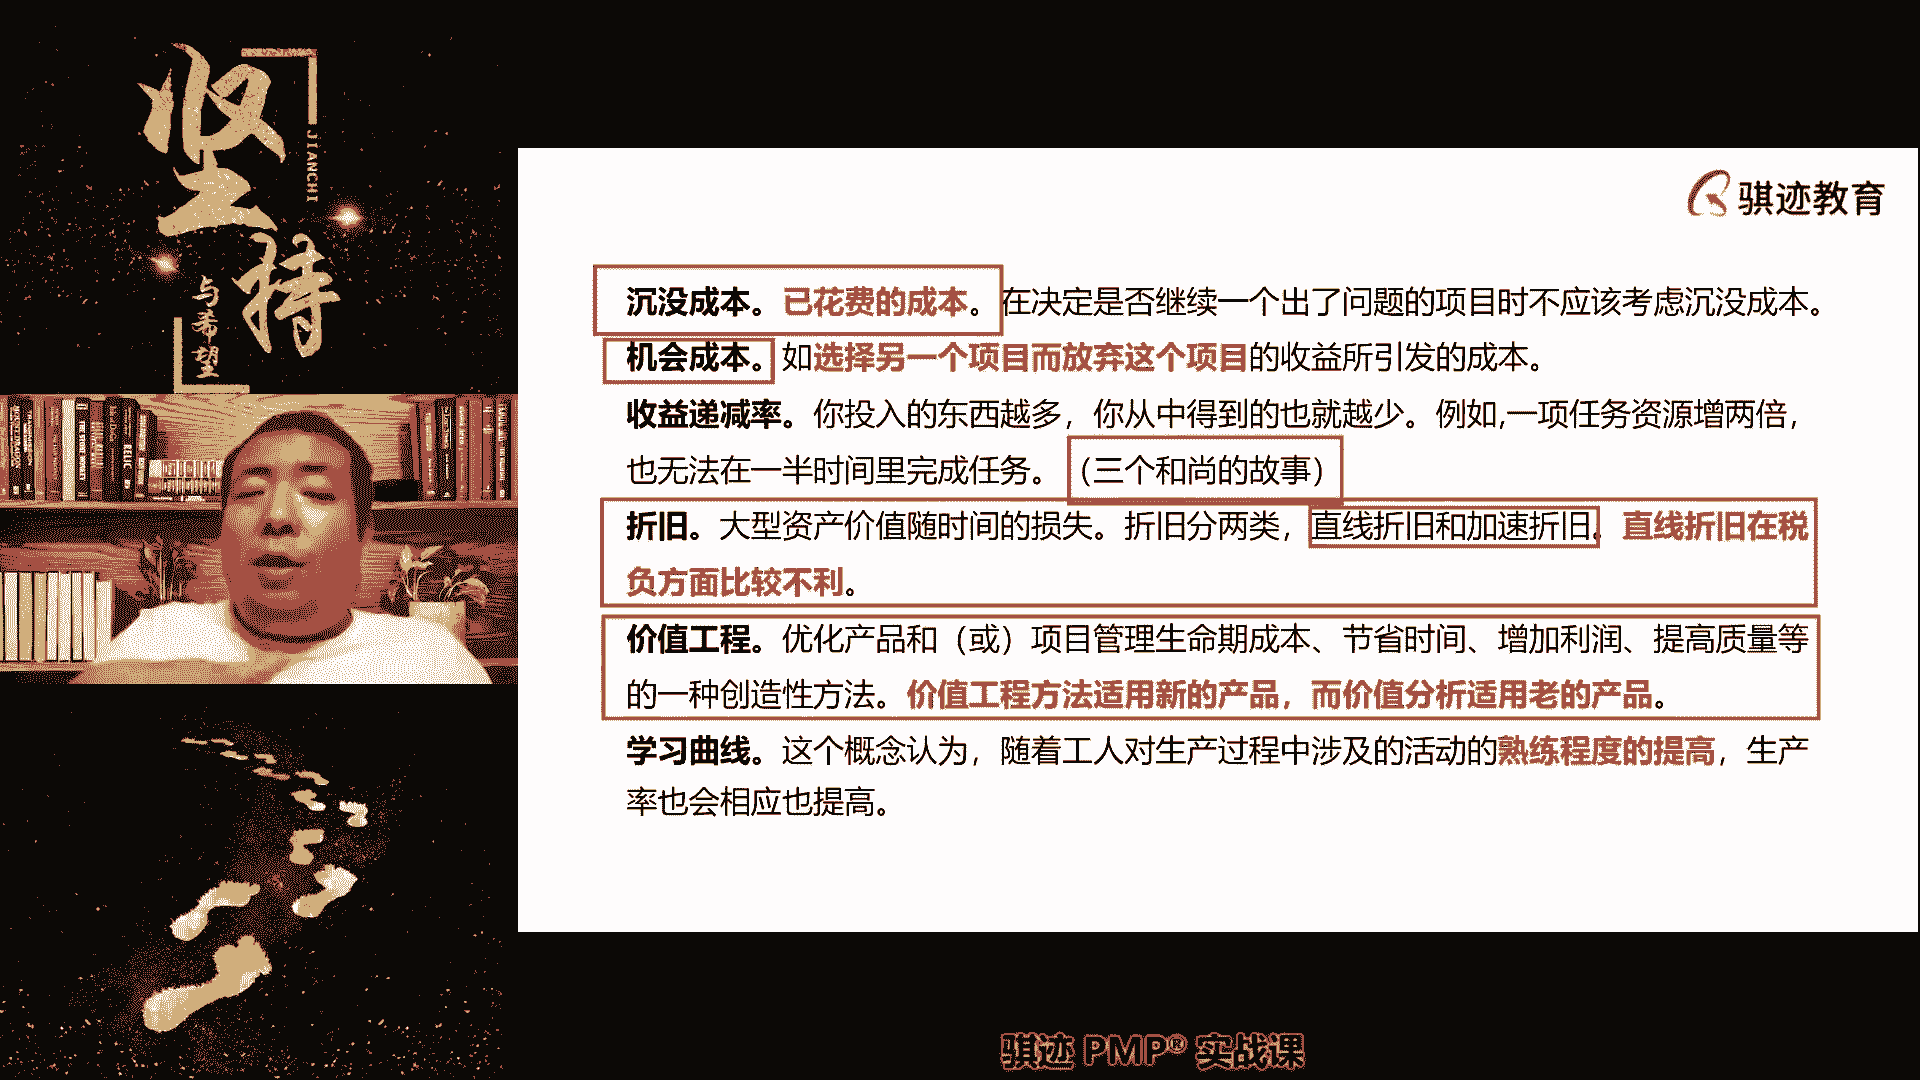 坚持
JIANCHI
与希望
骐迹教育
沉没成本。已花费的成本。在决定是否继续一个出了问题的项目时不应该考虑沉没成本。
机会成本。如选择另一个项目而放弃这个项目的收益所引发的成本。
收益递减率。你投入的东西越多，你从中得到的也就越少。例如,一项任务资源增两倍，
也无法在一半时间里完成任务。（三个和尚的故事）
折旧。大型资产价值随时间的损失。折旧分两类，直线折旧和加速折旧。直线折旧在税
负方面比较不利。
价值工程。优化产品和（或）项目管理生命期成本、节省时间、增加利润、提高质量等
的一种创造性方法。价值工程方法适用新的产品，而价值分析适用老的产品。
学习曲线。这个概念认为，随着工人对生产过程中涉及的活动的熟练程度的提高，生产
率也会相应也提高。
骐迹 PMP® 实战课